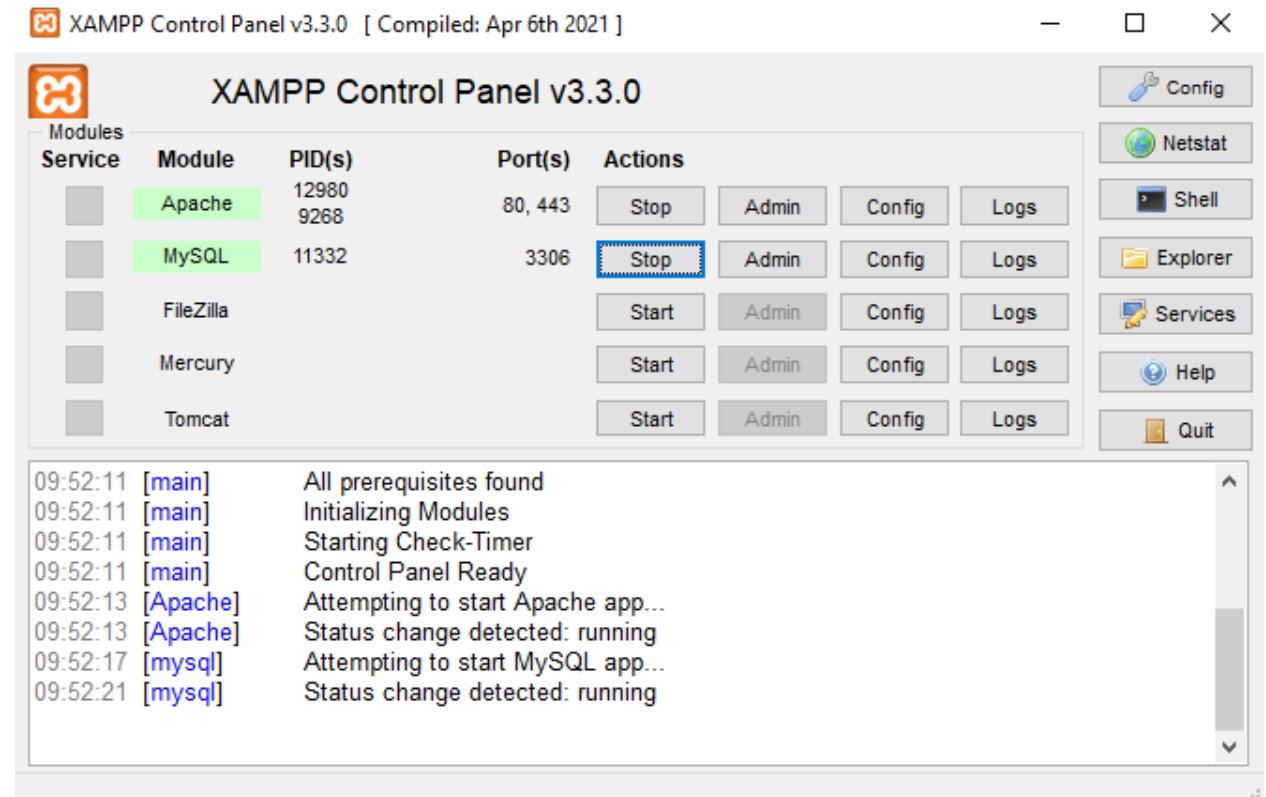 XAMPP Control Panel v3.3.0 [ Compiled: Apr 6th 2021 ]
XAMPP Control Panel v3.3.0
Config
Modules
Netstat
Service Module PID(s) Port(s) Actions
Apache 12980 80, 443 Stop Admin Config Logs
9268
Shell
MySQL 11332 3306 Stop Admin Config Logs
Explorer
FileZilla Start Admin Config Logs
Services
Mercury Start Admin Config Logs
Help
Tomcat Start Admin Config Logs
Quit
09:52:11 [main] All prerequisites found
09:52:11 [main] Initializing Modules
09:52:11 [main] Starting Check-Timer
09:52:11 [main] Control Panel Ready
09:52:13 [Apache] Attempting to start Apache app...
09:52:13 [Apache] Status change detected: running
09:52:17 [mysql] Attempting to start MySQL app...
09:52:21 [mysql] Status change detected: running